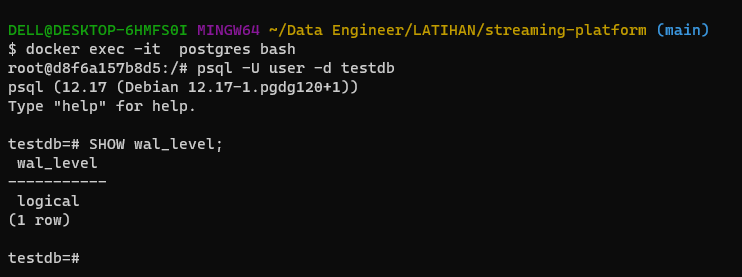 DELL@DESKTOP-6HMFS0I MINGW64 ~/Data Engineer/LATIHAN/streaming-platform (main)
$ docker exec -it  postgres bash
root@d8f6a157b8d5:/# psql -U user -d testdb
psql (12.17 (Debian 12.17-1.pgdg120+1))
Type "help" for help.

testdb=# SHOW wal_level;
 wal_level
-----------
 logical
(1 row)

testdb=#